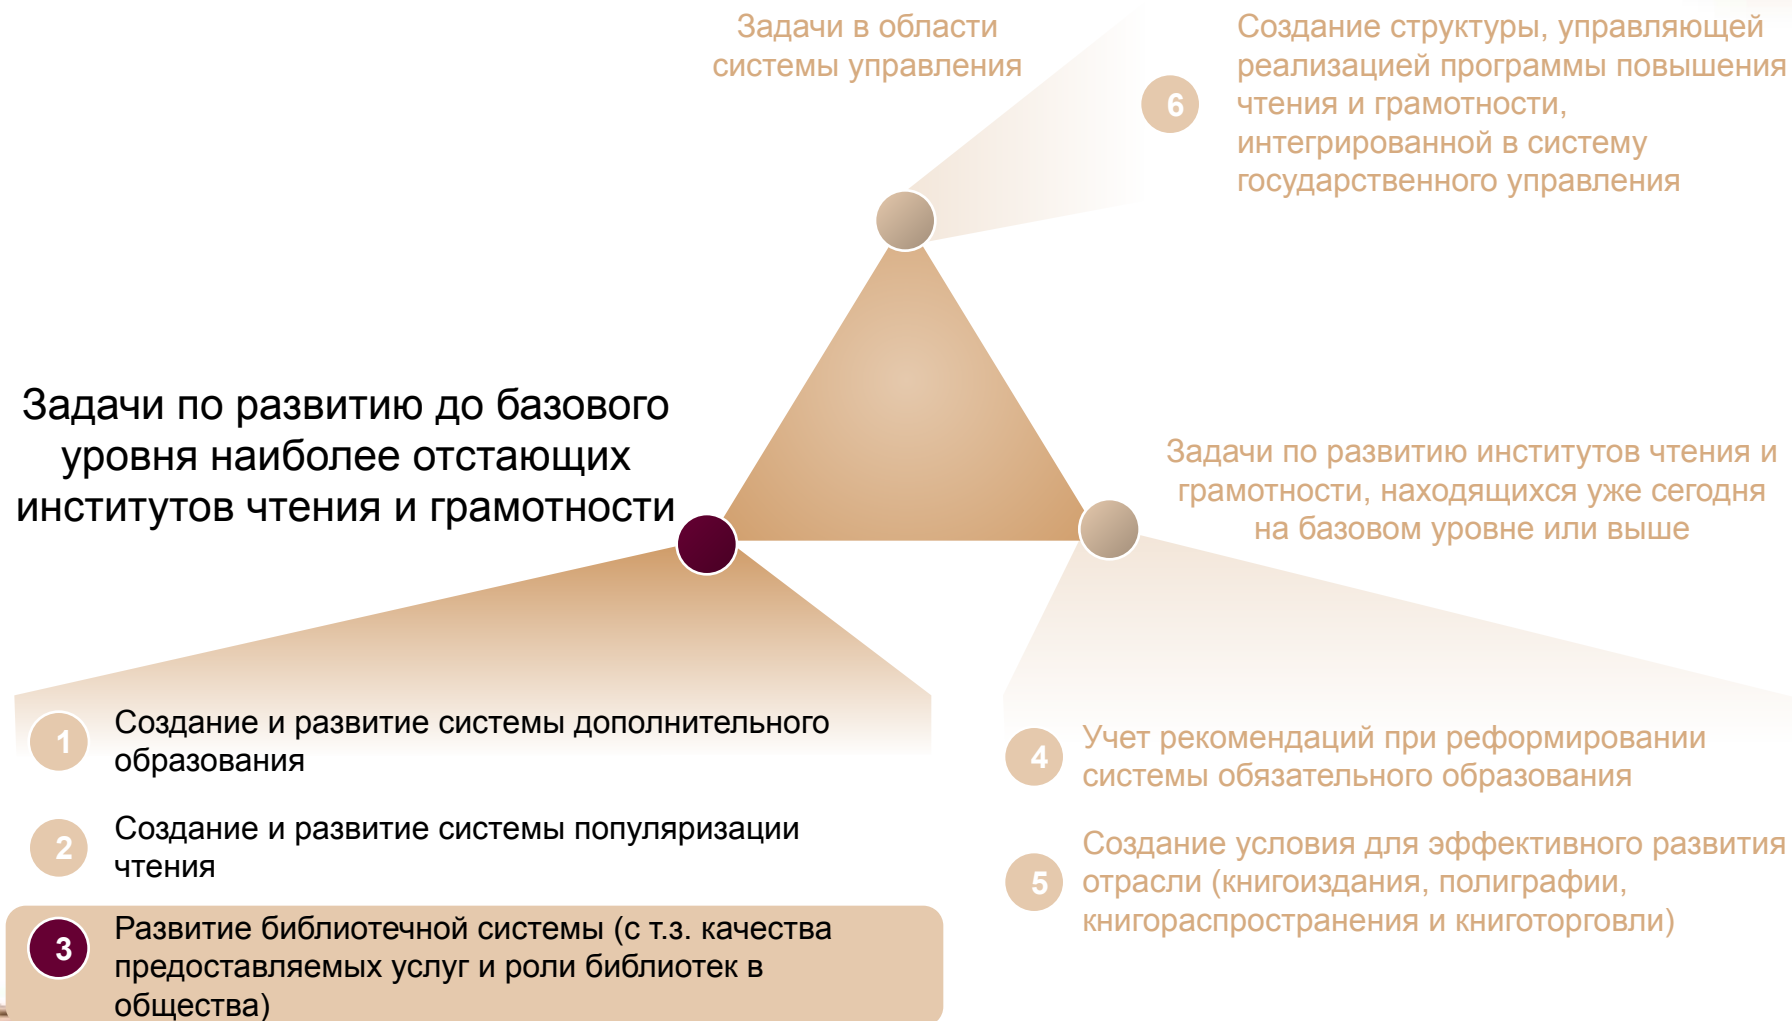 Задачи в области
системы управления
6
Создание структуры, управляющей
реализацией программы повышения
чтения и грамотности,
интегрированной в систему
государственного управления
Задачи по развитию до базового
уровня наиболее отстающих
институтов чтения и грамотности
Задачи по развитию институтов чтения и
грамотности, находящихся уже сегодня
на базовом уровне или выше
1
Создание и развитие системы дополнительного
образования
2
Создание и развитие системы популяризации
чтения
3
Развитие библиотечной системы (с т.з. качества
предоставляемых услуг и роли библиотек в
общества)
4
Учет рекомендаций при реформировании
системы обязательного образования
5
Создание условия для эффективного развития
отрасли (книгоиздания, полиграфии,
книгораспространения и книготорговли)